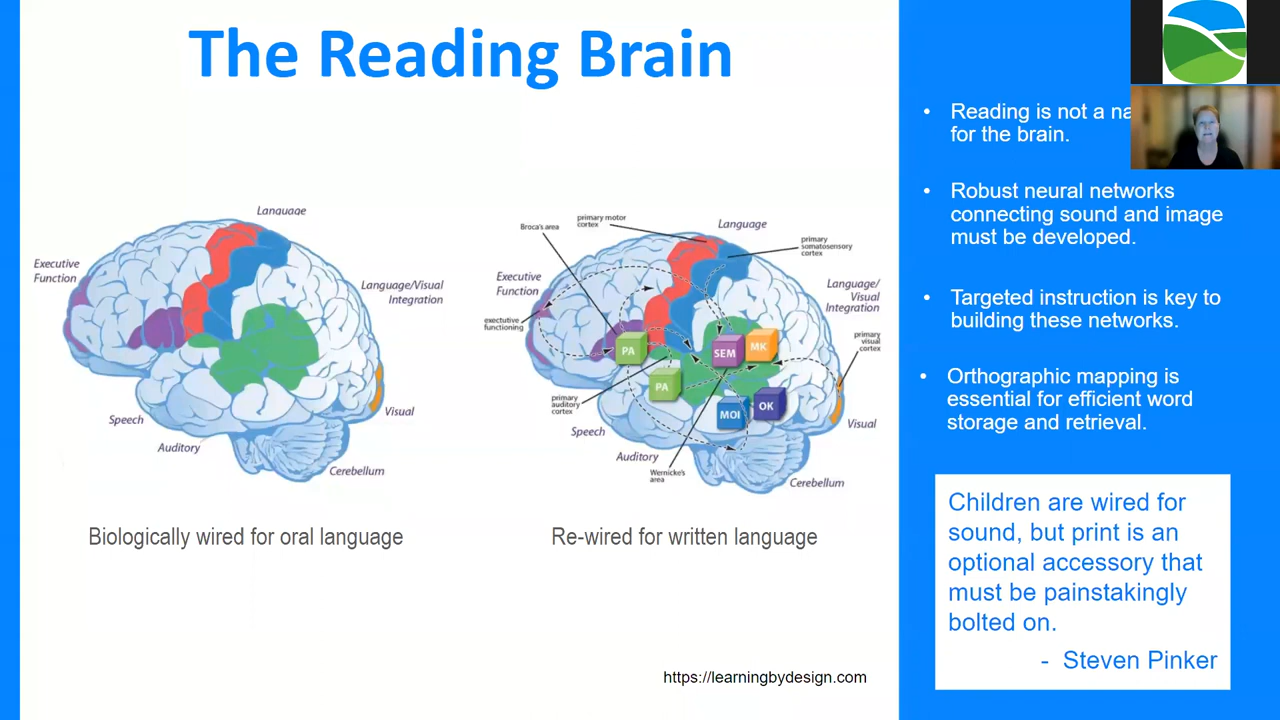 The Reading Brain
Language
Executive
Function
Language/Visual
Integration
Speech
Auditory
Visual
Cerebellum
Biologically wired for oral language
primary motor
cortex
Broca's area
Language
primary
somatosensory
cortex
Executive
Function
Language/
Visual
Integration
exectutive
functioning
primary
visual
cortex
PA
SEM
MK
PA
MOI
OK
primary
auditory
cortex
Speech
Auditory
Wernicke's
area
Visual
Cerebellum
Re-wired for written language
https://learningbydesign.com
• Reading is not a
for the brain.
• Robust neural networks
connecting sound and image
must be developed.
• Targeted instruction is key to
building these networks.
• Orthographic mapping is
essential for efficient word
storage and retrieval.
Children are wired for
sound, but print is an
optional accessory that
must be painstakingly
bolted on.
- Steven Pinker